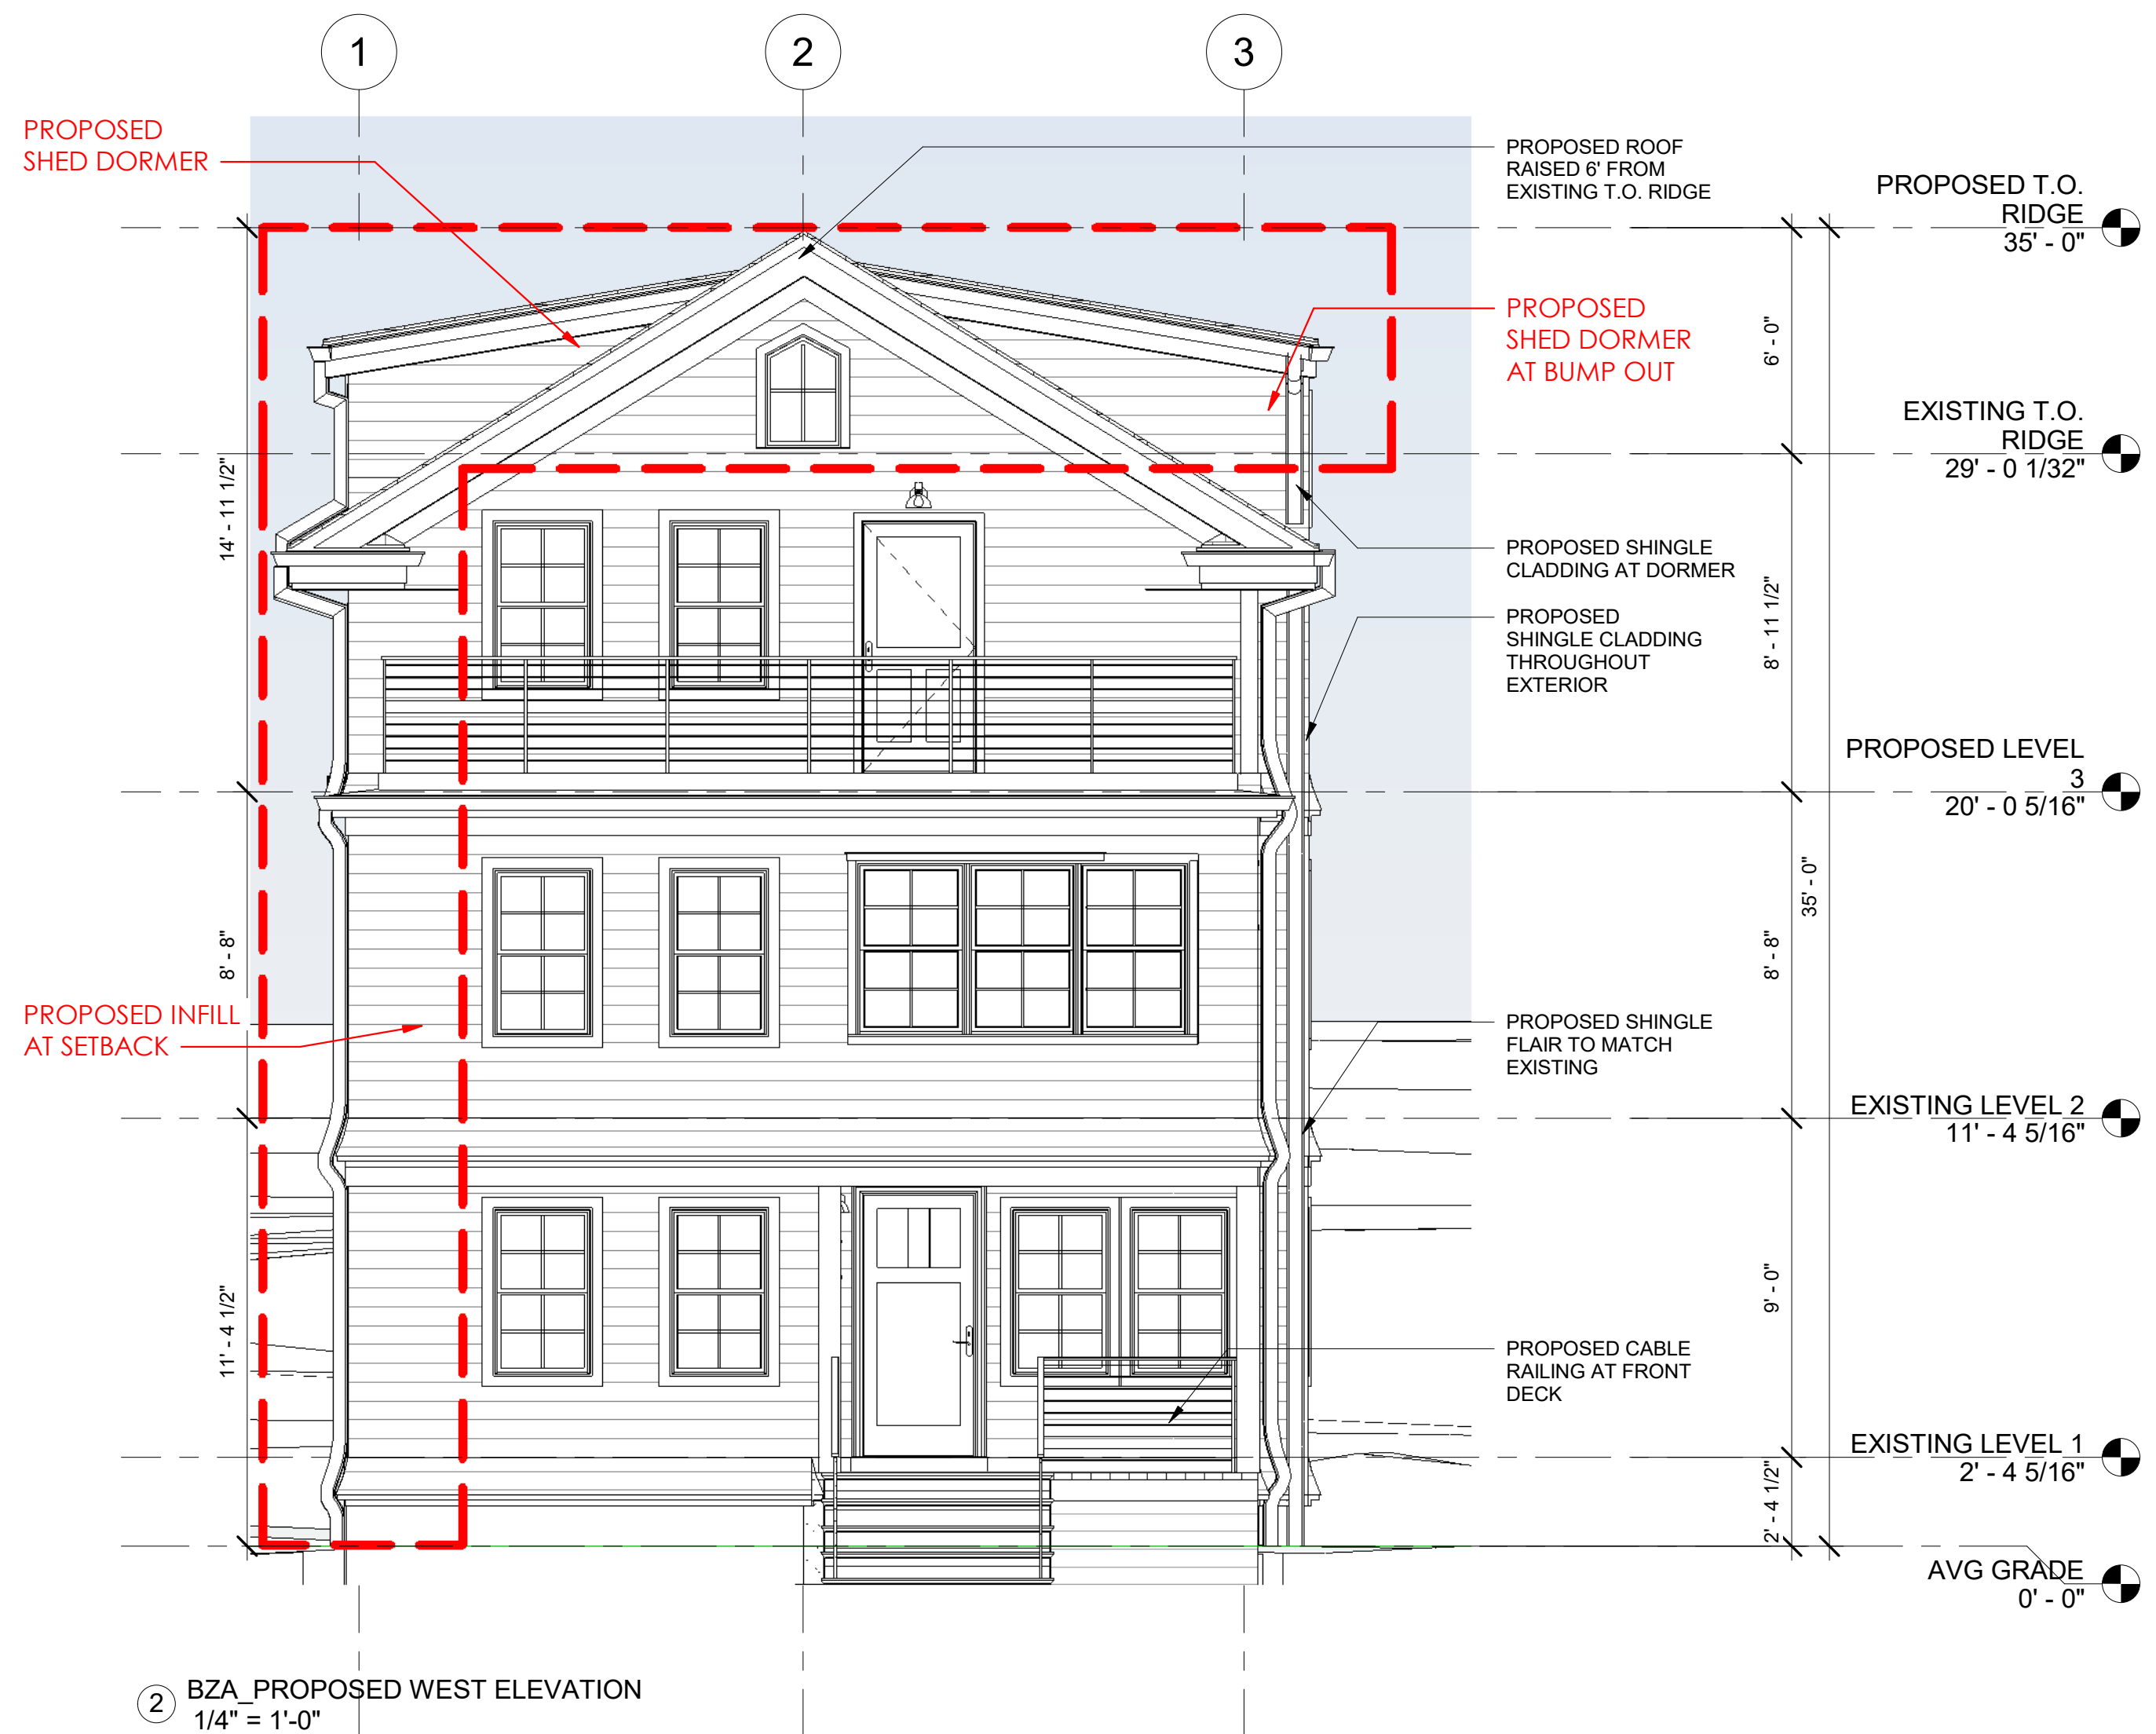 1
2
3
PROPOSED
SHED DORMER
PROPOSED ROOF
RAISED 6' FROM
EXISTING T.O. RIDGE
PROPOSED T.O.
RIDGE
35' - 0"
PROPOSED
SHED DORMER
AT BUMP OUT
6' - 0"
EXISTING T.O.
RIDGE
29' - 0 1/32"
14' - 11 1/2"
PROPOSED SHINGLE
CLADDING AT DORMER
PROPOSED
SHINGLE CLADDING
THROUGHOUT
EXTERIOR
8' - 11 1/2"
PROPOSED LEVEL
3
20' - 0 5/16"
35' - 0"
8' - 8"
8' - 8"
PROPOSED INFILL
AT SETBACK
PROPOSED SHINGLE
FLAIR TO MATCH
EXISTING
EXISTING LEVEL 2
11' - 4 5/16"
11' - 4 1/2"
9' - 0"
PROPOSED CABLE
RAILING AT FRONT
DECK
EXISTING LEVEL 1
2' - 4 5/16"
2' - 4 1/2"
AVG GRADE
0' - 0"
2
BZA_PROPOSED WEST ELEVATION
1/4" = 1'-0"